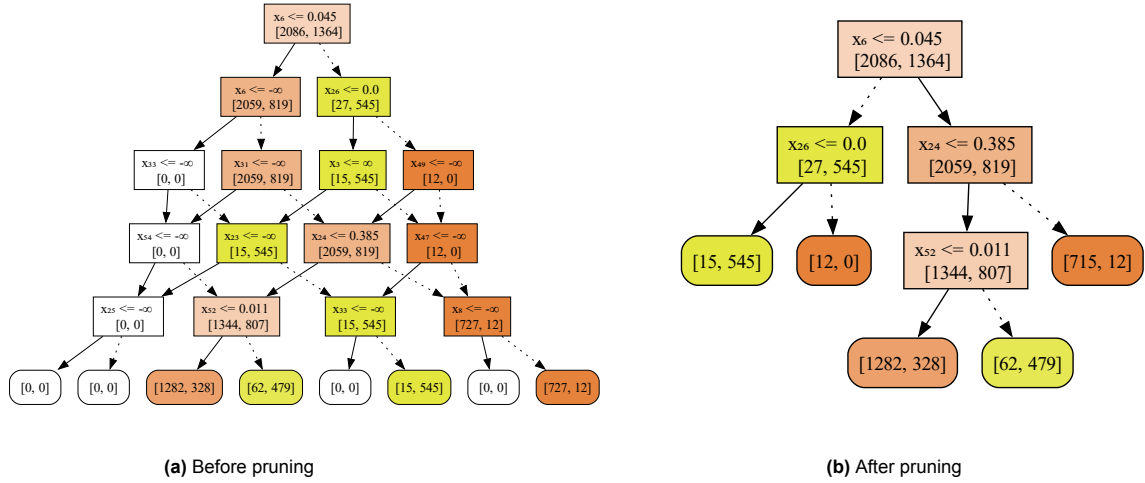 x₆ <= 0.045
[2086, 1364]
x₆ <= -∞
[2059, 819]
x₂₆ <= 0.0
[27, 545]
x₃₃ <= -∞
[0, 0]
x₃₁ <= -∞
[2059, 819]
x₃ <= ∞
[15, 545]
x₄₉ <= -∞
[12, 0]
x₅₄ <= -∞
[0, 0]
x₂₃ <= -∞
[15, 545]
x₂₄ <= 0.385
[2059, 819]
x₄₇ <= -∞
[12, 0]
x₂₅ <= -∞
[0, 0]
x₅₂ <= 0.011
[1344, 807]
x₃₃ <= -∞
[15, 545]
x₈ <= -∞
[727, 12]
[0, 0]
[0, 0]
[1282, 328]
[62, 479]
[0, 0]
[15, 545]
[0, 0]
[727, 12]
(a) Before pruning
x₆ <= 0.045
[2086, 1364]
x₂₆ <= 0.0
[27, 545]
x₂₄ <= 0.385
[2059, 819]
[15, 545]
[12, 0]
x₅₂ <= 0.011
[1344, 807]
[715, 12]
[1282, 328]
[62, 479]
(b) After pruning